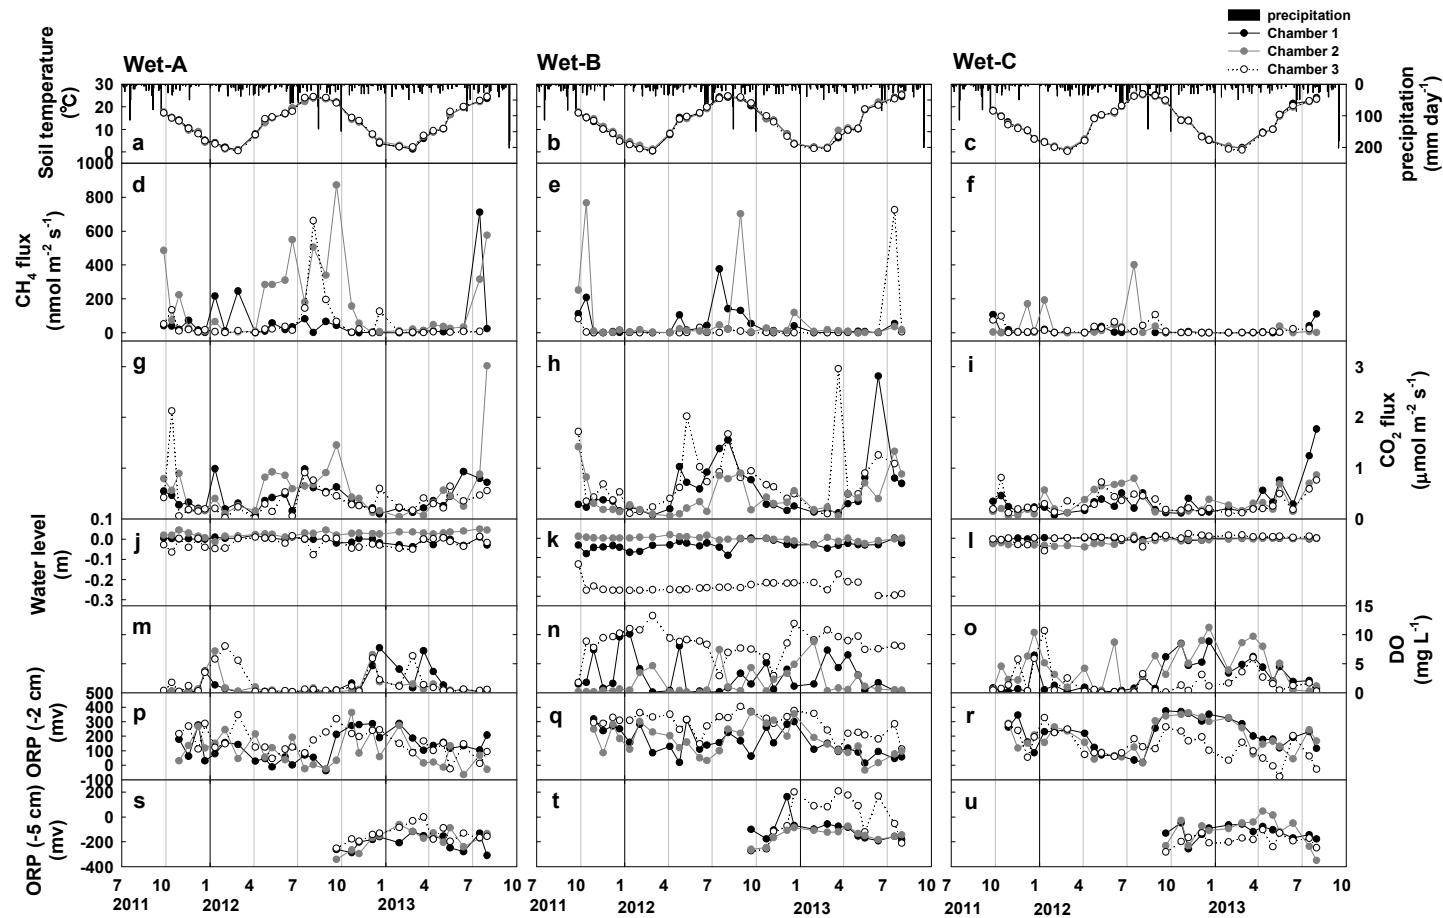 precipitation
Chamber 1
Chamber 2
Chamber 3
Wet-A
Wet-B
Wet-C
Soil temperature (℃)
30
20
10
0
a
b
c
0
100
200
precipitation (mm day⁻¹)
CH₄ flux (nmol m⁻² s⁻¹)
1000
800
600
400
200
0
d
e
f
g
h
i
3
2
1
0
CO₂ flux (μmol m⁻² s⁻¹)
Water level (m)
0.1
0.0
-0.1
-0.2
-0.3
j
k
l
m
n
o
15
10
5
0
DO (mg L⁻¹)
ORP (-2 cm) (mv)
500
400
300
200
100
0
-100
p
q
r
ORP (-5 cm) (mv)
200
0
-200
-400
s
t
u
7 10 1 4 7 10 1 4 7 10
2011 2012 2013
7 10 1 4 7 10 1 4 7 10
2011 2012 2013
7 10 1 4 7 10 1 4 7 10
2011 2012 2013